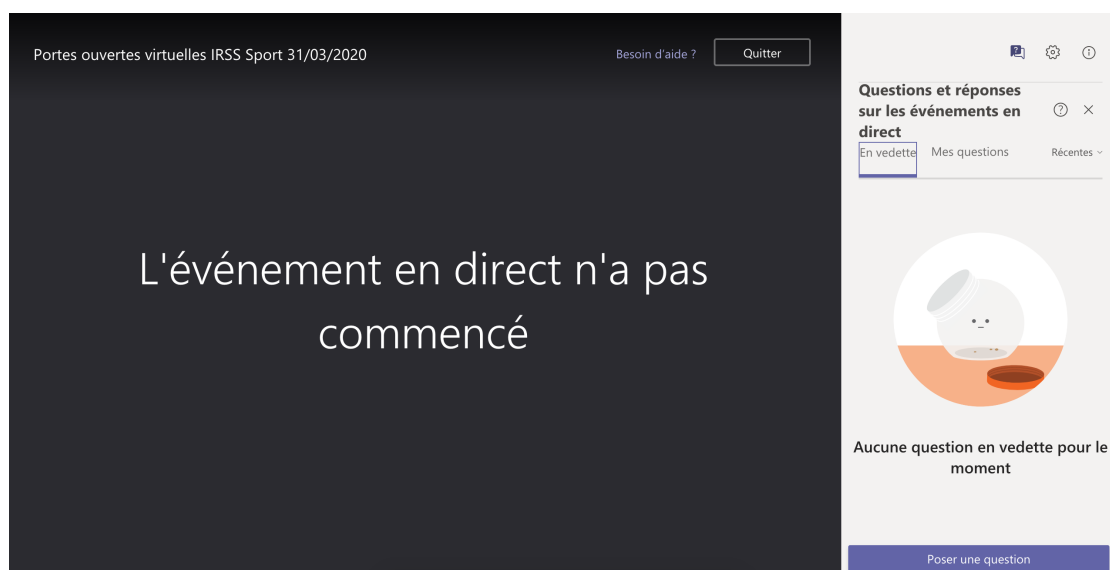 Portes ouvertes virtuelles IRSS Sport 31/03/2020
Besoin d'aide ?
Quitter
L'événement en direct n'a pas
commencé
Questions et réponses
sur les événements en
direct
En vedette
Mes questions
Récentes
Aucune question en vedette pour le
moment
Poser une question